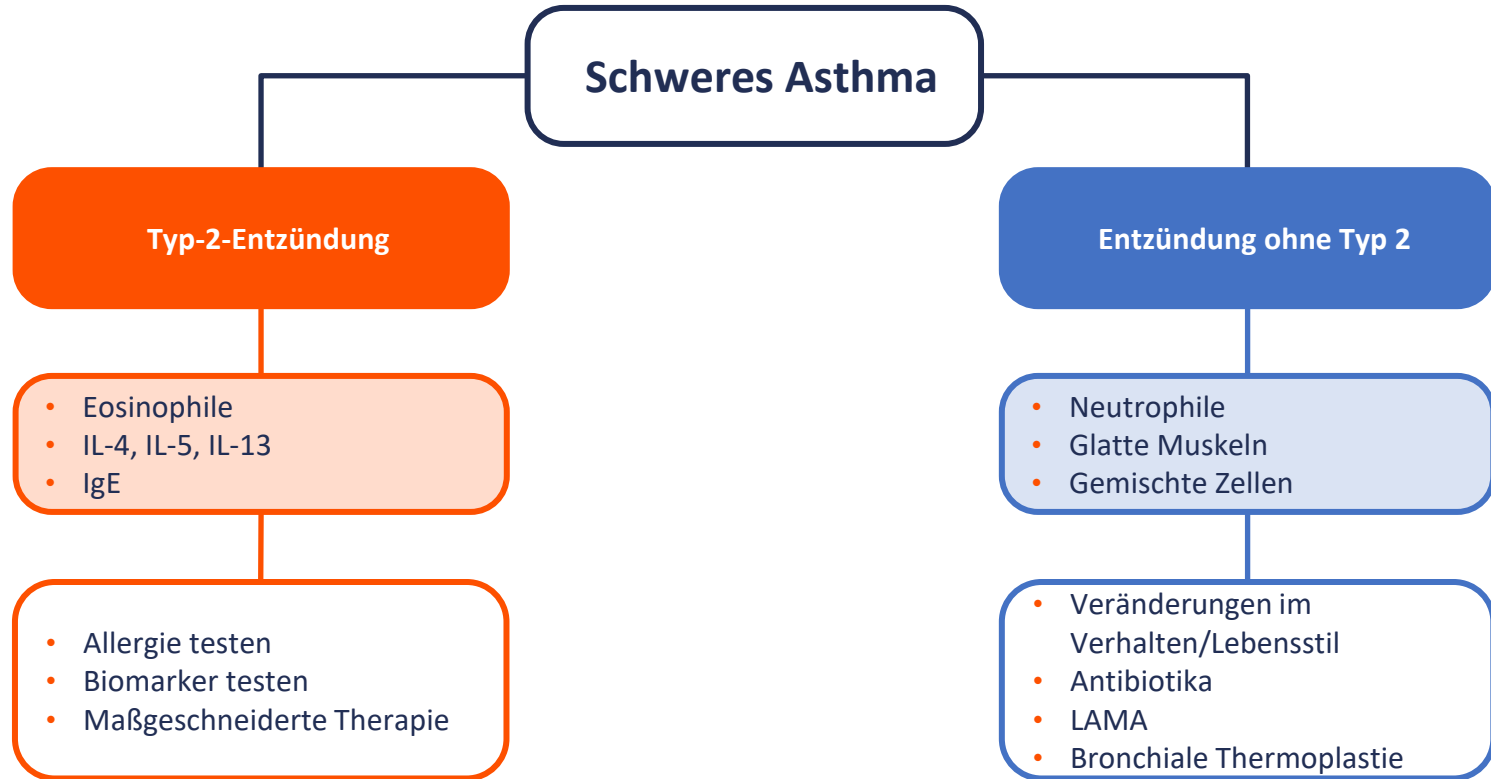 Schweres Asthma
Typ-2-Entzündung
• Eosinophile
• IL-4, IL-5, IL-13
• IgE
• Allergie testen
• Biomarker testen
• Maßgeschneiderte Therapie
Entzündung ohne Typ 2
• Neutrophile
• Glatte Muskeln
• Gemischte Zellen
• Veränderungen im
Verhalten/Lebensstil
• Antibiotika
• LAMA
• Bronchiale Thermoplastie